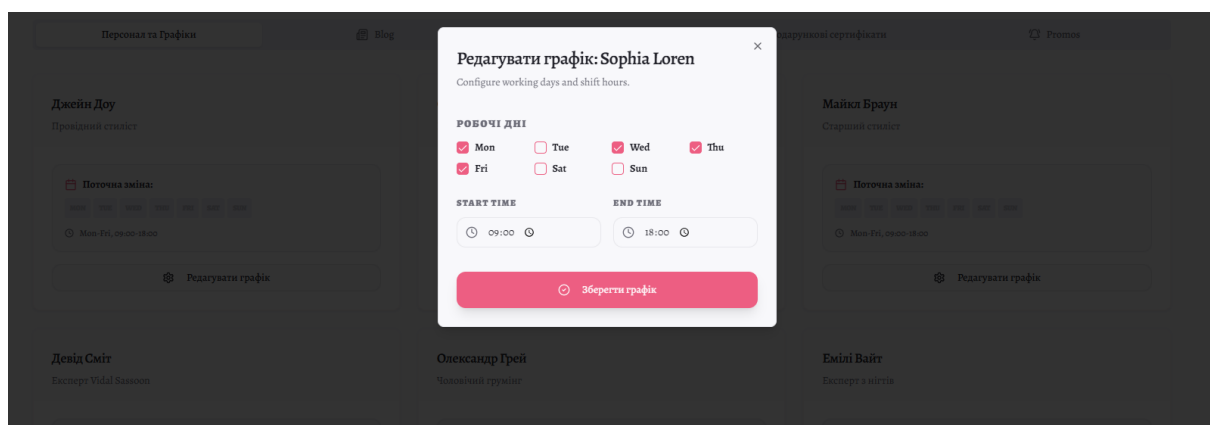 Персонал та Графіки
Blog
Подарункові сертифікати
Promos
Редагувати графік: Sophia Loren
Configure working days and shift hours.
РОБОЧІ ДНІ
Mon Tue Wed Thu
Fri Sat Sun
START TIME END TIME
09:00 18:00
Зберегти графік
Джейн Доу
Провідний стиліст
Поточна зміна:
Mon-Fri, 09:00-18:00
Редагувати графік
Майкл Браун
Старший стиліст
Поточна зміна:
Mon-Fri, 09:00-18:00
Редагувати графік
Девід Сміт
Експерт Vidal Sassoon
Олександр Грей
Чоловічий грумінг
Емілі Вайт
Експерт з нігтів